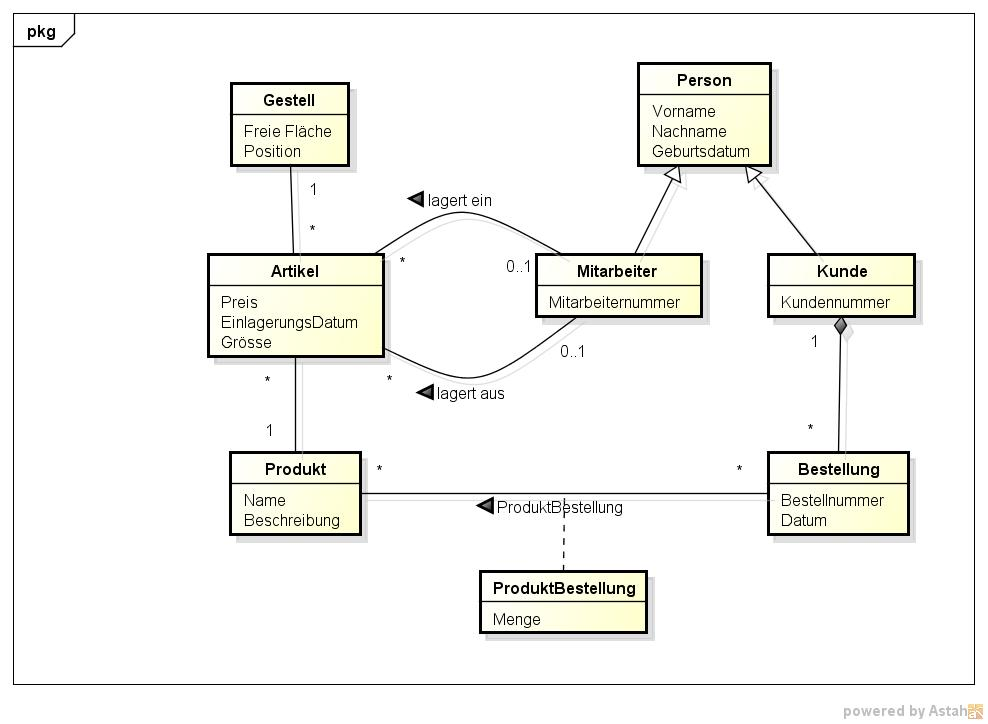 pkg
Gestell
Freie Fläche
Position
Person
Vorname
Nachname
Geburtsdatum
1
*
lagert ein
*
0..1
Artikel
Preis
EinlagerungsDatum
Grösse
Mitarbeiter
Mitarbeiternummer
Kunde
Kundennummer
*
lagert aus
0..1
1
*
*
1
Produkt
Name
Beschreibung
*
*
ProduktBestellung
Bestellung
Bestellnummer
Datum
ProduktBestellung
Menge
powered by Astah